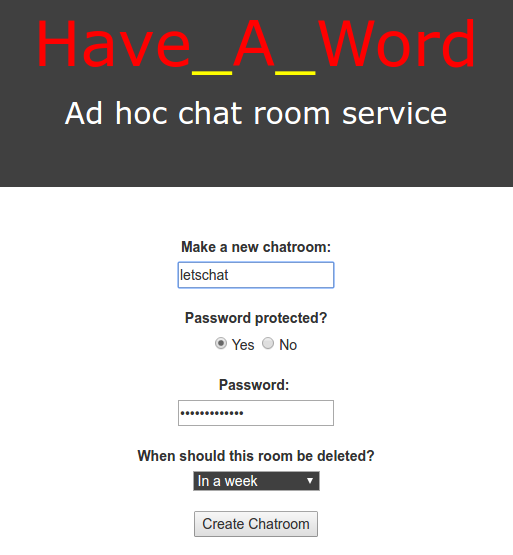 Have_A_Word
Ad hoc chat room service
Make a new chatroom:
letschat
Password protected?
Yes No
Password:
•••••••••••••
When should this room be deleted?
In a week
Create Chatroom